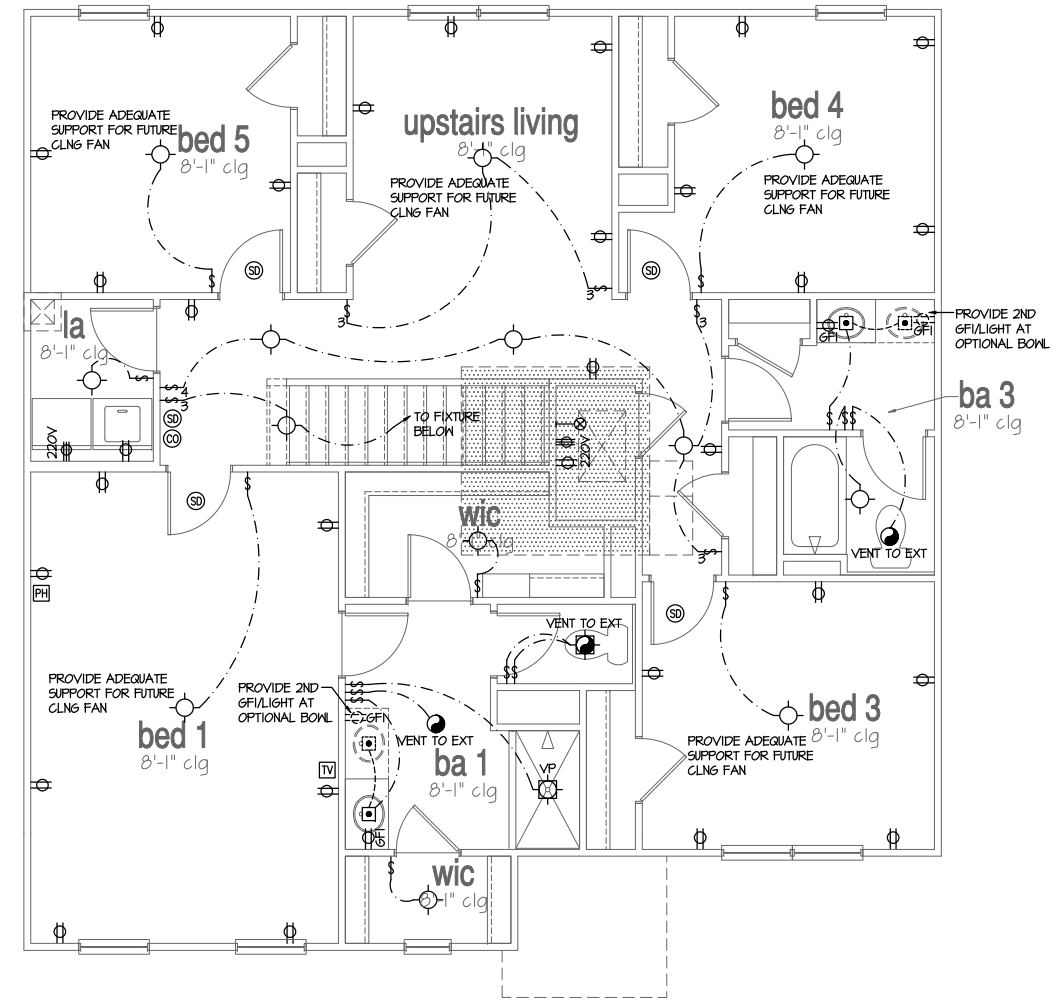 PROVIDE ADEQUATE
SUPPORT FOR FUTURE
CLNG FAN
bed 5
8'-1" clg
upstairs living
8'-1" clg
PROVIDE ADEQUATE
SUPPORT FOR FUTURE
CLNG FAN
bed 4
8'-1" clg
PROVIDE ADEQUATE
SUPPORT FOR FUTURE
CLNG FAN
SD
SD
S
S
3
S
3
S
S
3
la
8'-1" clg
S
S
4
S
3
SD
CO
220V
TO FIXTURE
BELOW
220V
GFI
GFI
PROVIDE 2ND
GFI/LIGHT AT
OPTIONAL BOWL
ba 3
8'-1" clg
S
S
S
VENT TO EXT
SD
S
wic
8'-1" clg
S
S
3
PH
SD
S
VENT TO EXT
S
S
PROVIDE ADEQUATE
SUPPORT FOR FUTURE
CLNG FAN
bed 1
8'-1" clg
PROVIDE 2ND
GFI/LIGHT AT
OPTIONAL BOWL
S
S
S
GFI
VENT TO EXT
ba 1
8'-1" clg
TV
VP
GFI
bed 3
8'-1" clg
PROVIDE ADEQUATE
SUPPORT FOR FUTURE
CLNG FAN
wic
8'-1" clg
S